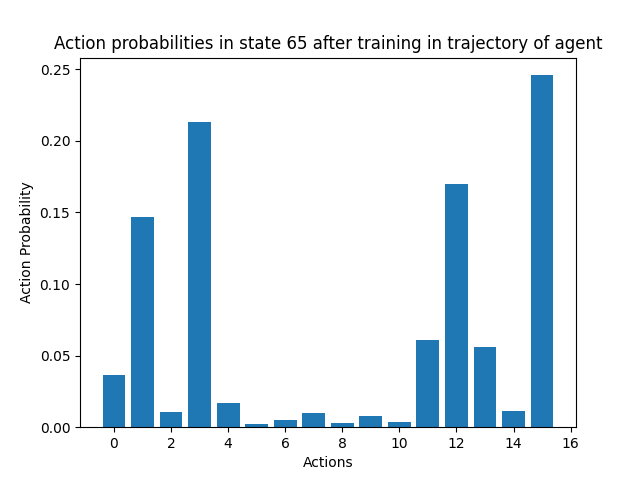 Action probabilities in state 65 after training in trajectory of agent
0.25
0.20
0.15
0.10
0.05
0.00
Action Probability
0 2 4 6 8 10 12 14 16
Actions